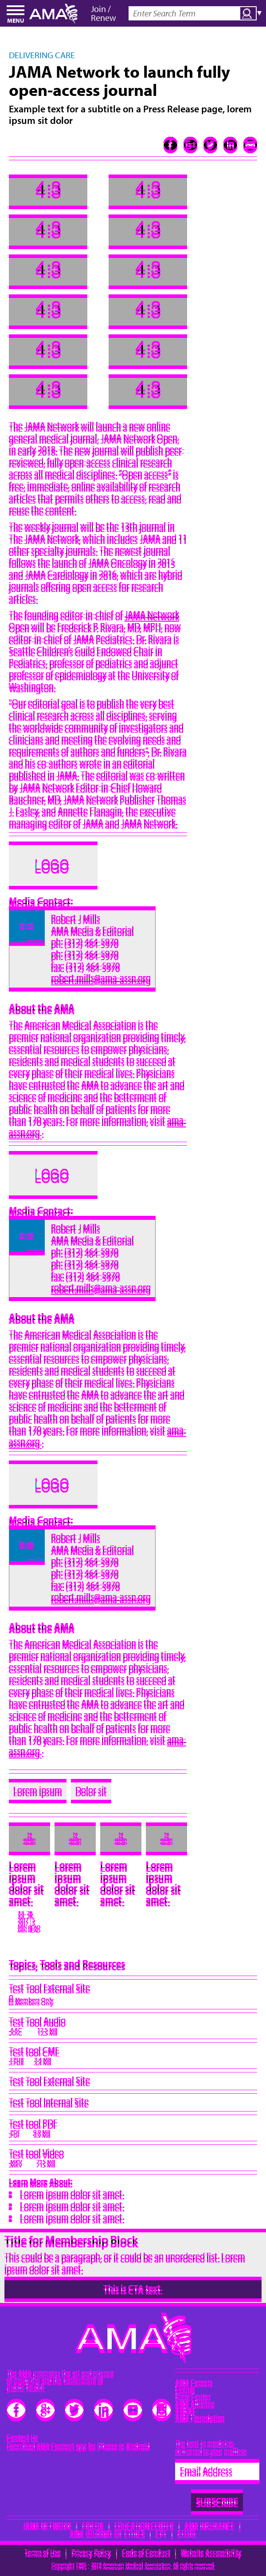 MENU
AMA
Join /
Renew
Enter Search Term
DELIVERING CARE
JAMA Network to launch fully
open-access journal
Example text for a subtitle on a Press Release page, lorem
ipsum sit dolor
4:3 4:3
4:3 4:3
4:3 4:3
4:3 4:3
4:3 4:3
4:3 4:3
The JAMA Network will launch a new online
general medical journal, JAMA Network Open,
in early 2018. The new journal will publish peer-
reviewed, fully open access clinical research
across all medical disciplines. "Open access" is
free, immediate, online availability of research
articles that permits others to access, read and
reuse the content.
The weekly journal will be the 13th journal in
The JAMA Network, which includes JAMA and 11
other specialty journals. The newest journal
follows the launch of JAMA Oncology in 2015
and JAMA Cardiology in 2016, which are hybrid
journals offering open access for research
articles.
The founding editor-in-chief of JAMA Network
Open will be Frederick P. Rivara, MD, MPH, now
editor-in-chief of JAMA Pediatrics. Dr. Rivara is
Seattle Children's Guild Endowed Chair in
Pediatrics, professor of pediatrics and adjunct
professor of epidemiology at the University of
Washington.
"Our editorial goal is to publish the very best
clinical research across all disciplines, serving
the worldwide community of investigators and
clinicians and meeting the evolving needs and
requirements of authors and funders", Dr. Rivara
and his co-authors wrote in an editorial
published in JAMA. The editorial was co-written
by JAMA Network Editor-in-Chief Howard
Bauchner, MD, JAMA Network Publisher Thomas
J. Easley, and Annette Flanagin, the executive
managing editor of JAMA and JAMA Network.
LOGO
Media Contact:
Robert J Mills
AMA Media & Editorial
ph: (312) 464-5970
ph: (312) 464-5970
fax: (312) 464-5970
robert.mills@ama-assn.org
About the AMA
The American Medical Association is the
premier national organization providing timely,
essential resources to empower physicians,
residents and medical students to succeed at
every phase of their medical lives. Physicians
have entrusted the AMA to advance the art and
science of medicine and the betterment of
public health on behalf of patients for more
than 170 years. For more information, visit ama-
assn.org.
LOGO
Media Contact:
Robert J Mills
AMA Media & Editorial
ph: (312) 464-5970
ph: (312) 464-5970
fax: (312) 464-5970
robert.mills@ama-assn.org
About the AMA
The American Medical Association is the
premier national organization providing timely,
essential resources to empower physicians,
residents and medical students to succeed at
every phase of their medical lives. Physicians
have entrusted the AMA to advance the art and
science of medicine and the betterment of
public health on behalf of patients for more
than 170 years. For more information, visit ama-
assn.org.
LOGO
Media Contact:
Robert J Mills
AMA Media & Editorial
ph: (312) 464-5970
ph: (312) 464-5970
fax: (312) 464-5970
robert.mills@ama-assn.org
About the AMA
The American Medical Association is the
premier national organization providing timely,
essential resources to empower physicians,
residents and medical students to succeed at
every phase of their medical lives. Physicians
have entrusted the AMA to advance the art and
science of medicine and the betterment of
public health on behalf of patients for more
than 170 years. For more information, visit ama-
assn.org.
Lorem ipsum Dolor sit
Lorem Lorem Lorem Lorem
ipsum ipsum ipsum ipsum
dolor sit dolor sit dolor sit dolor sit
amet. amet. amet. amet.
Topics, Tools and Resources
Test Tool External Site
Members Only
Test Tool Audio
Test tool CME
Test Tool External Site
Test Tool Internal Site
Test tool PDF
Test tool Video
Learn More About:
Lorem ipsum dolor sit amet.
Lorem ipsum dolor sit amet.
Lorem ipsum dolor sit amet.
Title for Membership Block
This could be a paragraph, or it could be an unordered list. Lorem
ipsum dolor sit amet.
This is CTA text.
AMA
Contact Us
Email Address
SUBSCRIBE
Terms of Use | Privacy Policy | Code of Conduct | Website Accessibility